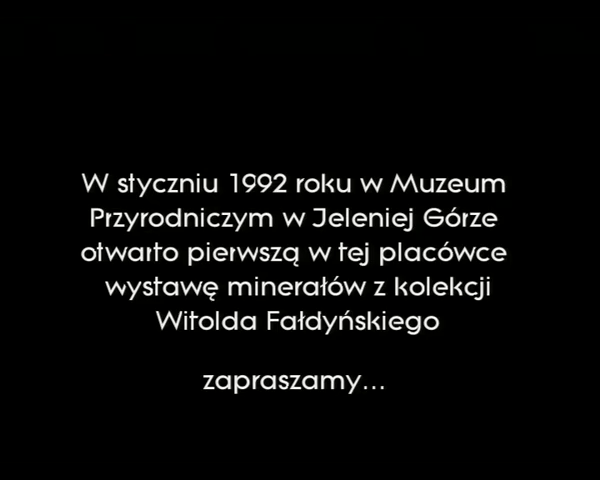 W styczniu 1992 roku w Muzeum
Przyrodniczym w Jeleniej Górze
otwarto pierwszą w tej placówce
wystawę minerałów z kolekcji
Witolda Fałdyńskiego
zapraszamy...